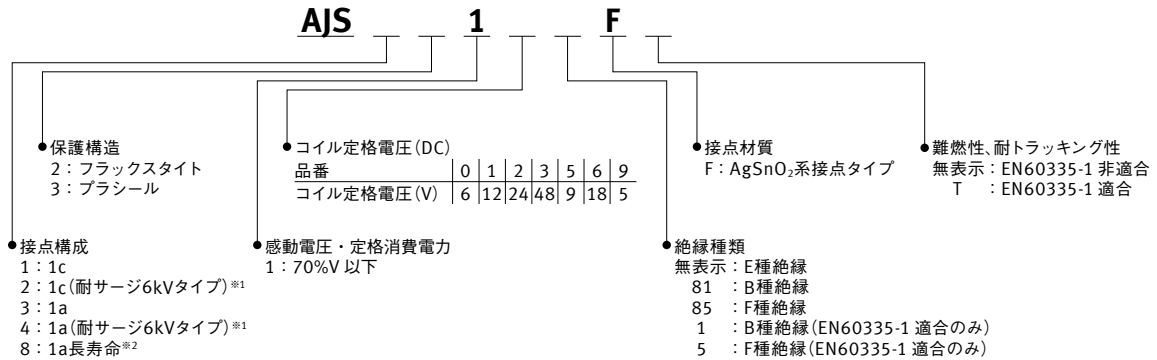 AJS 1 F
保護構造
2：フラックスタイト
3：プラシール
コイル定格電圧（DC）
品番 0 1 2 3 5 6 9
コイル定格電圧（V） 6 12 24 48 9 18 5
接点材質
F：AgSnO₂系接点タイプ
難燃性、耐トラッキング性
無表示：EN60335-1 非適合
T ：EN60335-1 適合
接点構成
1：1c
2：1c（耐サージ6kVタイプ）※1
3：1a
4：1a（耐サージ6kVタイプ）※1
8：1a長寿命※2
感動電圧・定格消費電力
1：70%V 以下
絶縁種類
無表示：E種絶縁
81 ：B種絶縁
85 ：F種絶縁
1 ：B種絶縁（EN60335-1 適合のみ）
5 ：F種絶縁（EN60335-1 適合のみ）